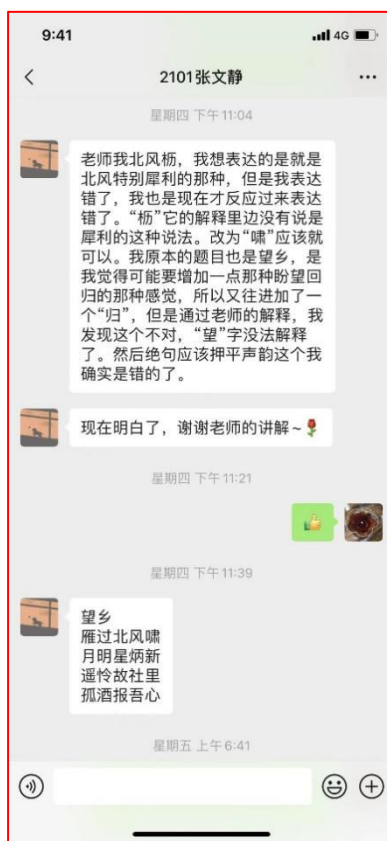 9:41
4G
2101张文静
星期四 下午 11:04
老师我北风枥，我想表达的是就是
北风特别犀利的那种，但是我表达
错了，我也是现在才反应过来表达
错了。“枥”它的解释里边没有说是
犀利的这种说法。改为“啸”应该就
可以。我原本的题目也是望乡，是
我觉得可能要增加一点那种盼望回
归的那种感觉，所以又往进加了一
个“归”，但是通过老师的解释，我
发现这个不对，“望”字没法解释
了。然后绝句应该押平声韵这个我
确实是错的了。
现在明白了，谢谢老师的讲解~
星期四 下午 11:21
星期四 下午 11:39
望乡
雁过北风啸
月明星炳新
遥怜故社里
孤酒报吾心
星期五 上午 6:41